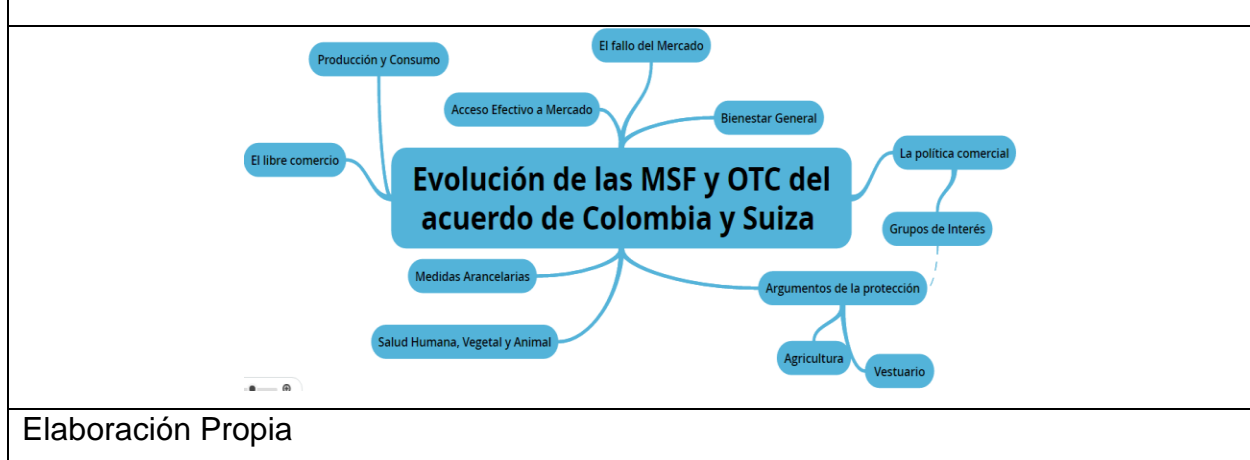 El fallo del Mercado
Producción y Consumo
Acceso Efectivo a Mercado
Bienestar General
El libre comercio
La política comercial
Evolución de las MSF y OTC del
acuerdo de Colombia y Suiza
Grupos de Interés
Medidas Arancelarias
Argumentos de la protección
Salud Humana, Vegetal y Animal
Agricultura
Vestuario
Elaboración Propia